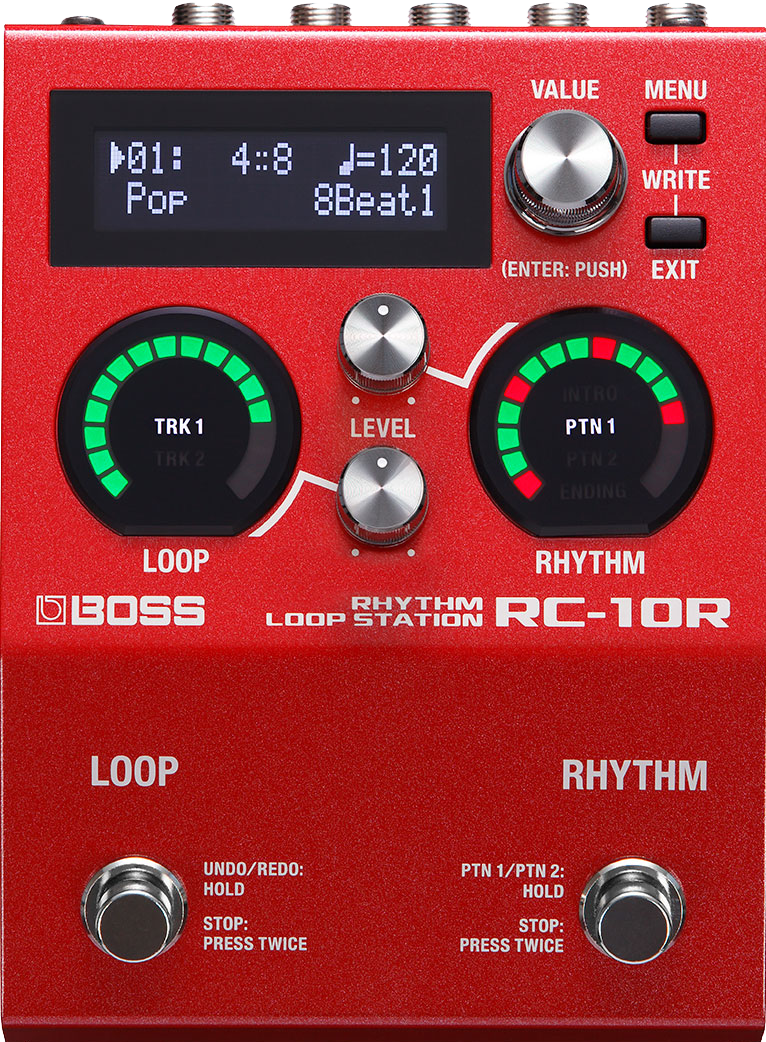 VALUE
MENU
▶01: 4::8 ♩=120
Pop 8Beat1
WRITE
(ENTER: PUSH)
EXIT
INTRO
TRK 1
LEVEL
PTN 1
TRK 2
PTN 2
ENDING
LOOP
RHYTHM
BOSS
RHYTHM
LOOP STATION RC-10R
LOOP
RHYTHM
UNDO/REDO:
HOLD
STOP:
PRESS TWICE
PTN 1/PTN 2:
HOLD
STOP:
PRESS TWICE